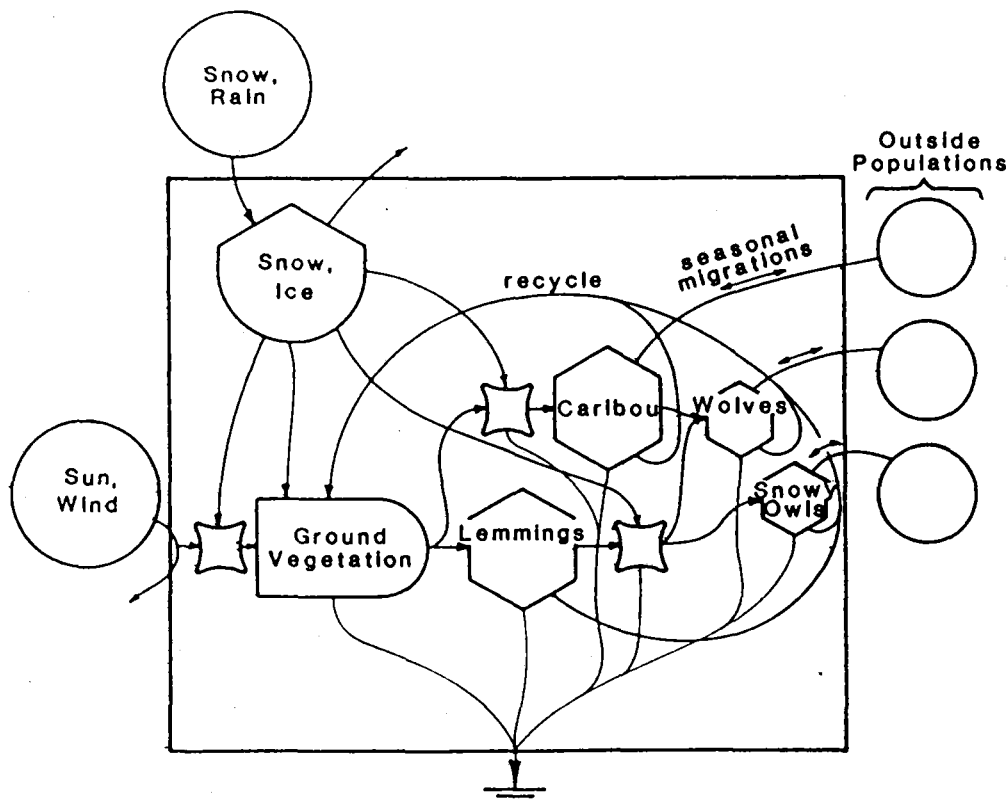 Snow,
Rain
Outside
Populations
Snow,
Ice
seasonal
migrations
recycle
Caribou
Wolves
Sun,
Wind
Ground
Vegetation
Lemmings
Snowy
Owls